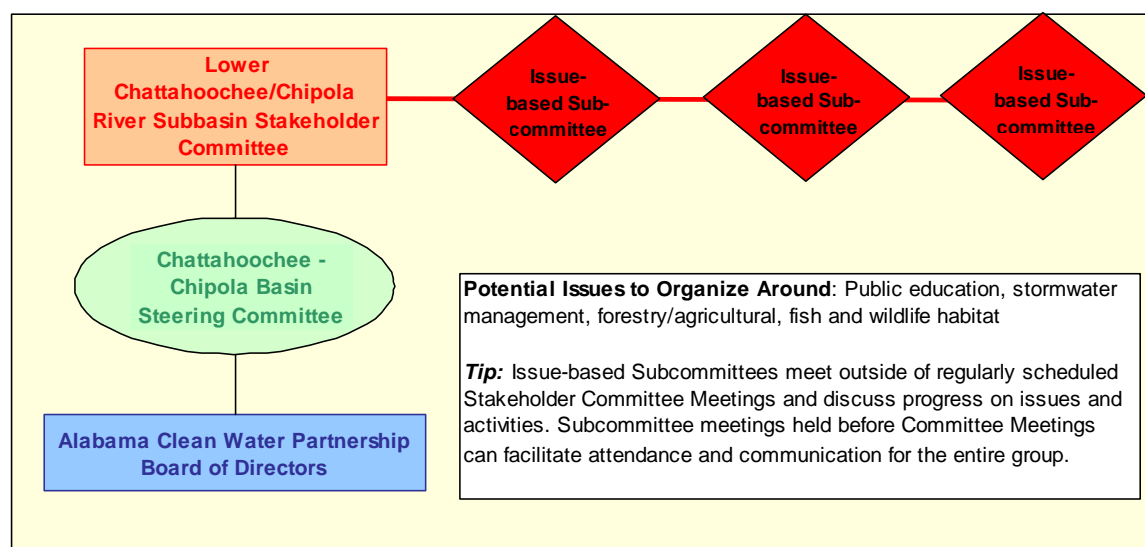 Lower
Chattahoochee/Chipola
River Subbasin Stakeholder
Committee
Issue-
based Sub-
committee
Issue-
based Sub-
committee
Issue-
based Sub-
committee
Chattahoochee -
Chipola Basin
Steering Committee
Alabama Clean Water Partnership
Board of Directors
Potential Issues to Organize Around: Public education, stormwater
management, forestry/agricultural, fish and wildlife habitat
Tip: Issue-based Subcommittees meet outside of regularly scheduled
Stakeholder Committee Meetings and discuss progress on issues and
activities. Subcommittee meetings held before Committee Meetings
can facilitate attendance and communication for the entire group.